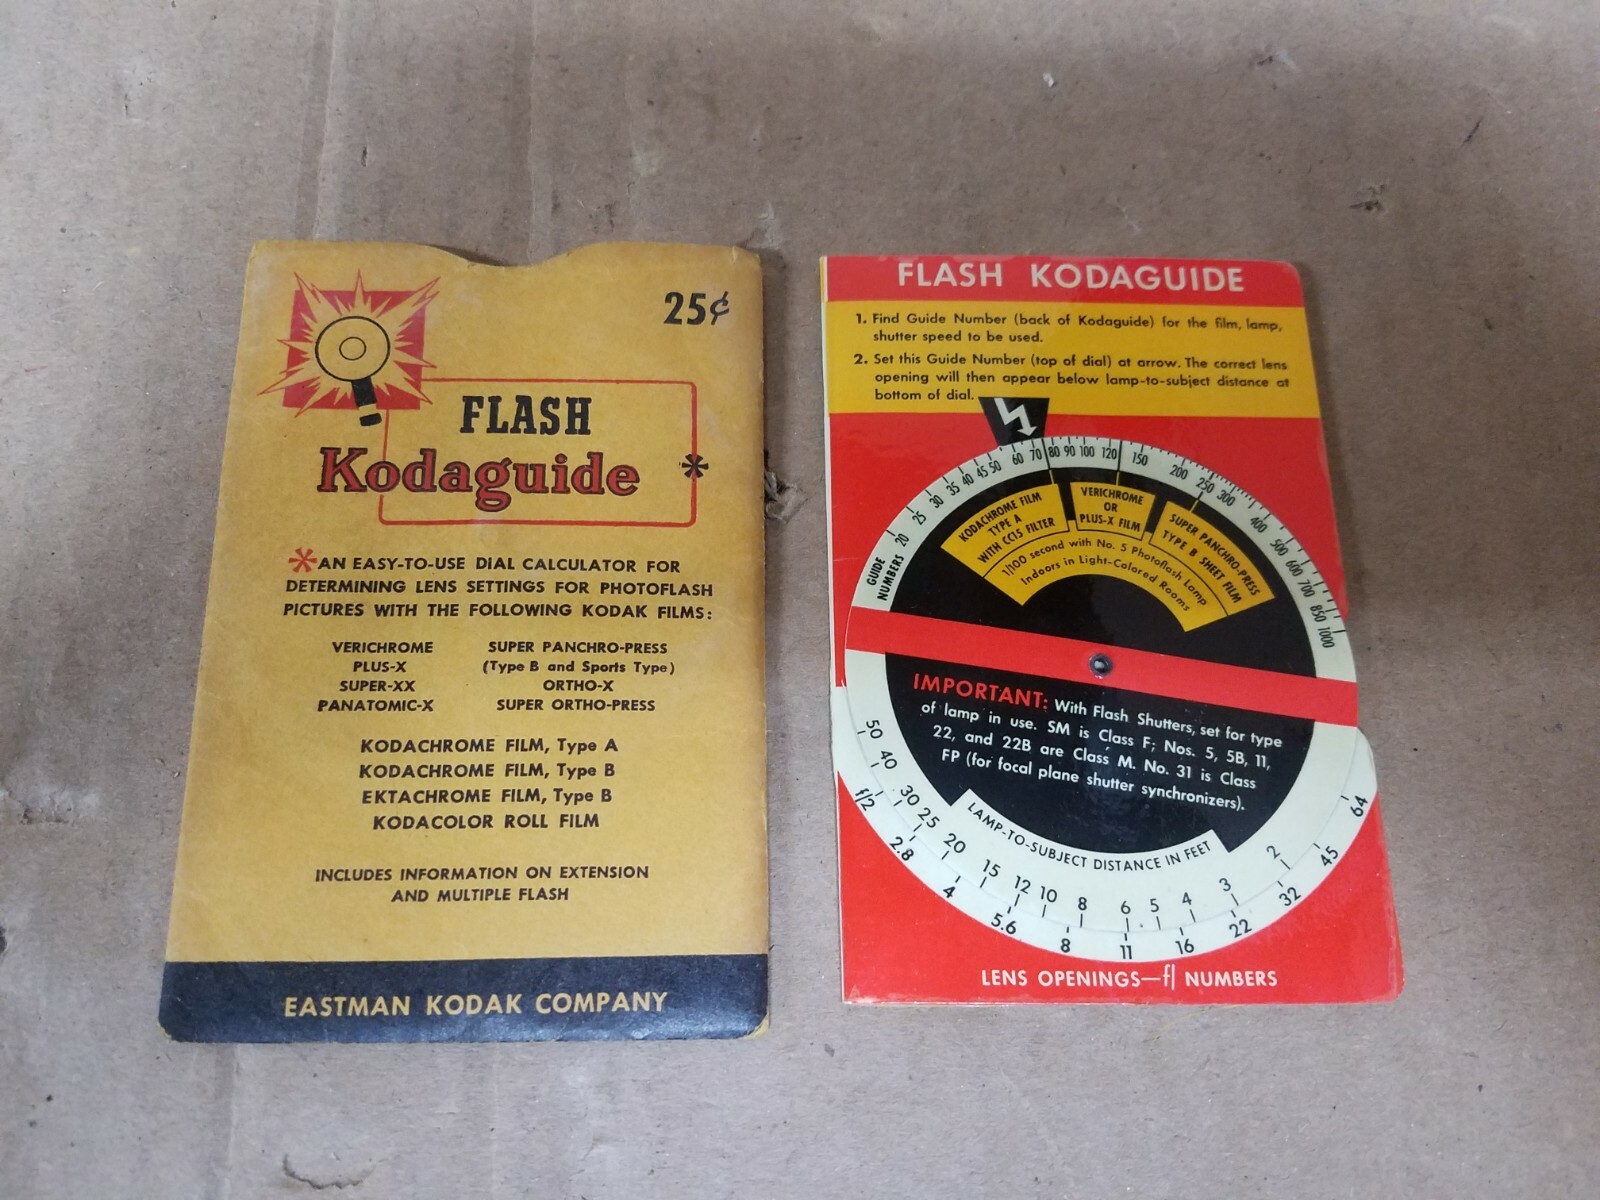 25¢
FLASH
Kodaguide *
*AN EASY-TO-USE DIAL CALCULATOR FOR
DETERMINING LENS SETTINGS FOR PHOTOFLASH
PICTURES WITH THE FOLLOWING KODAK FILMS:
VERICHROME
PLUS-X
SUPER-XX
PANATOMIC-X
SUPER PANCHRO-PRESS
(Type B and Sports Type)
ORTHO-X
SUPER ORTHO-PRESS
KODACHROME FILM, Type A
KODACHROME FILM, Type B
EKTACHROME FILM, Type B
KODACOLOR ROLL FILM
INCLUDES INFORMATION ON EXTENSION
AND MULTIPLE FLASH
EASTMAN KODAK COMPANY
FLASH KODAGUIDE
1. Find Guide Number (back of Kodaguide) for the film, lamp,
shutter speed to be used.
2. Set this Guide Number (top of dial) at arrow. The correct lens
opening will then appear below lamp-to-subject distance at
bottom of dial.
GUIDE
NUMBERS
20 25 30 35 40 45 50 60 70 80 90 100 120 150 200 250 300 400 500 600 700 850 1000
KODACHROME FILM
TYPE A
WITH CC15 FILTER
VERICHROME
OR
PLUS-X FILM
SUPER PANCHRO-PRESS
TYPE B SHEET FILM
1/100 second with No. 5 Photoflash Lamp
Indoors in Light-Colored Rooms
IMPORTANT: With Flash Shutters, set for type
of lamp in use. SM is Class F; Nos. 5, 5B, 11,
22, and 22B are Class M. No. 31 is Class
FP (for focal plane shutter synchronizers).
LAMP-TO-SUBJECT DISTANCE IN FEET
50 40 30 25 20 15 12 10 8 6 5 4 3 2
f/2 2.8 4 5.6 8 11 16 22 32 45 64
LENS OPENINGS—f/ NUMBERS